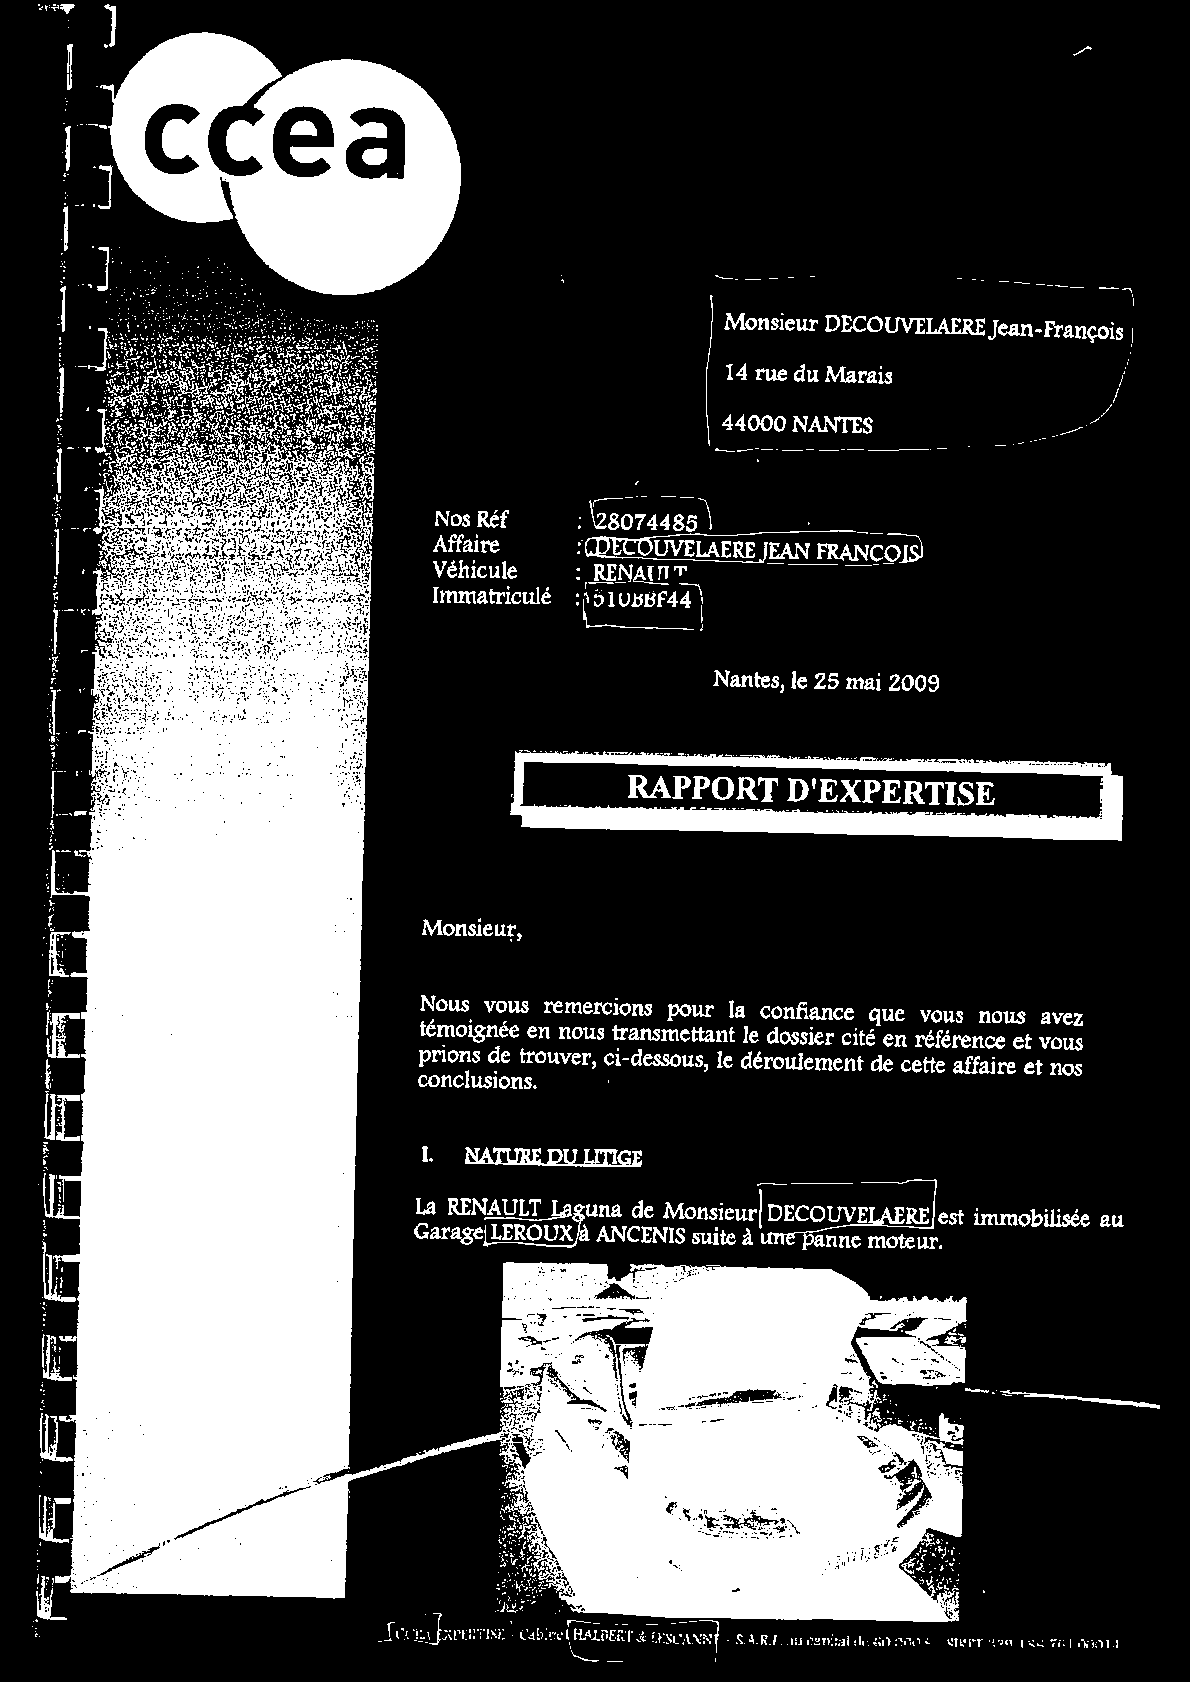 ccea
Monsieur DECOUVELAERE Jean-François
14 rue du Marais
44000 NANTES
Nos Réf : 28074485
Affaire : DECOUVELAERE JEAN FRANCOIS
Véhicule : RENAULT
Immatriculé : 510BBF44
Nantes, le 25 mai 2009
RAPPORT D'EXPERTISE
Monsieur,
Nous vous remercions pour la confiance que vous nous avez
témoignée en nous transmettant le dossier cité en référence et vous
prions de trouver, ci-dessous, le déroulement de cette affaire et nos
conclusions.
I. NATURE DU LITIGE
La RENAULT Laguna de Monsieur DECOUVELAERE est immobilisée au
Garage LEROUX à ANCENIS suite à une panne moteur.
CCEA EXPERTISE - Cabinet HALBERT & LESCANNE - S.A.R.L. au capital de